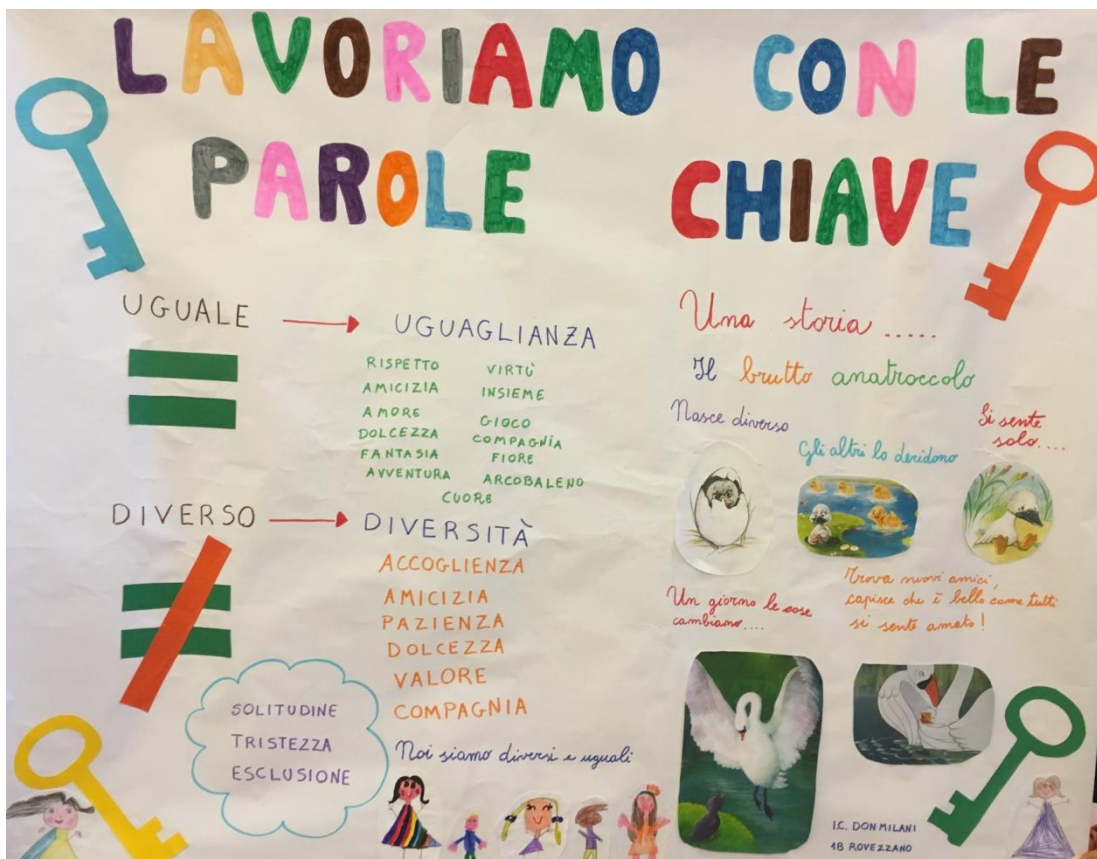 LAVORIAMO CON LE
PAROLE CHIAVE
UGUALE
UGUAGLIANZA
RISPETTO
VIRTÙ
AMICIZIA
INSIEME
AMORE
GIOCO
DOLCEZZA
COMPAGNIA
FANTASIA
FIORE
AVVENTURA
ARCOBALENO
CUORE
DIVERSO
DIVERSITÀ
ACCOGLIENZA
AMICIZIA
PAZIENZA
DOLCEZZA
VALORE
COMPAGNIA
SOLITUDINE
TRISTEZZA
ESCLUSIONE
Noi siamo diversi e uguali
Una storia .....
Il brutto anatroccolo
Nasce diverso
Gli altri lo deridono
Si sente
solo....
Un giorno le cose
cambiano....
Trova nuovi amici,
capisce che è bello come tutti
si sente amato!
I.C. DON MILANI
1B ROVEZZANO